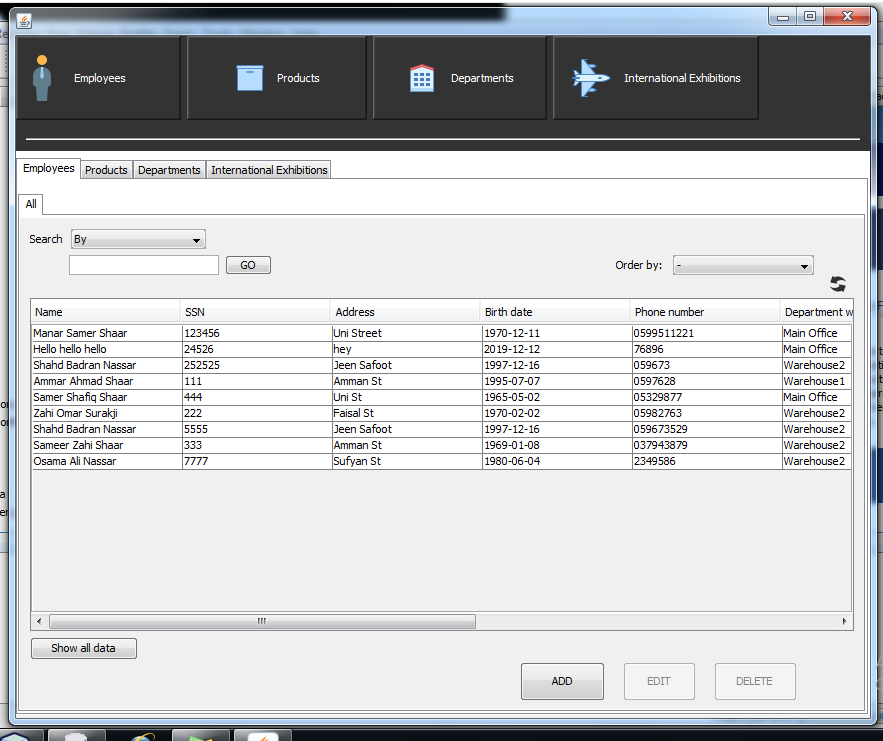 Employees Products Departments International Exhibitions
Employees Products Departments International Exhibitions
All
Search By
GO Order by: -
Name SSN Address Birth date Phone number Department w
Manar Samer Shaar 123456 Uni Street 1970-12-11 0599511221 Main Office
Hello hello hello 24526 hey 2019-12-12 76896 Main Office
Shahd Badran Nassar 252525 Jeen Safoot 1997-12-16 059673 Warehouse2
Ammar Ahmad Shaar 111 Amman St 1995-07-07 0597628 Warehouse1
Samer Shafiq Shaar 444 Uni St 1965-05-02 05329877 Main Office
Zahi Omar Surakji 222 Faisal St 1970-02-02 05982763 Warehouse2
Shahd Badran Nassar 5555 Jeen Safoot 1997-12-16 059673529 Warehouse2
Sameer Zahi Shaar 333 Amman St 1969-01-08 037943879 Warehouse2
Osama Ali Nassar 7777 Sufyan St 1980-06-04 2349586 Warehouse2
Show all data
ADD EDIT DELETE